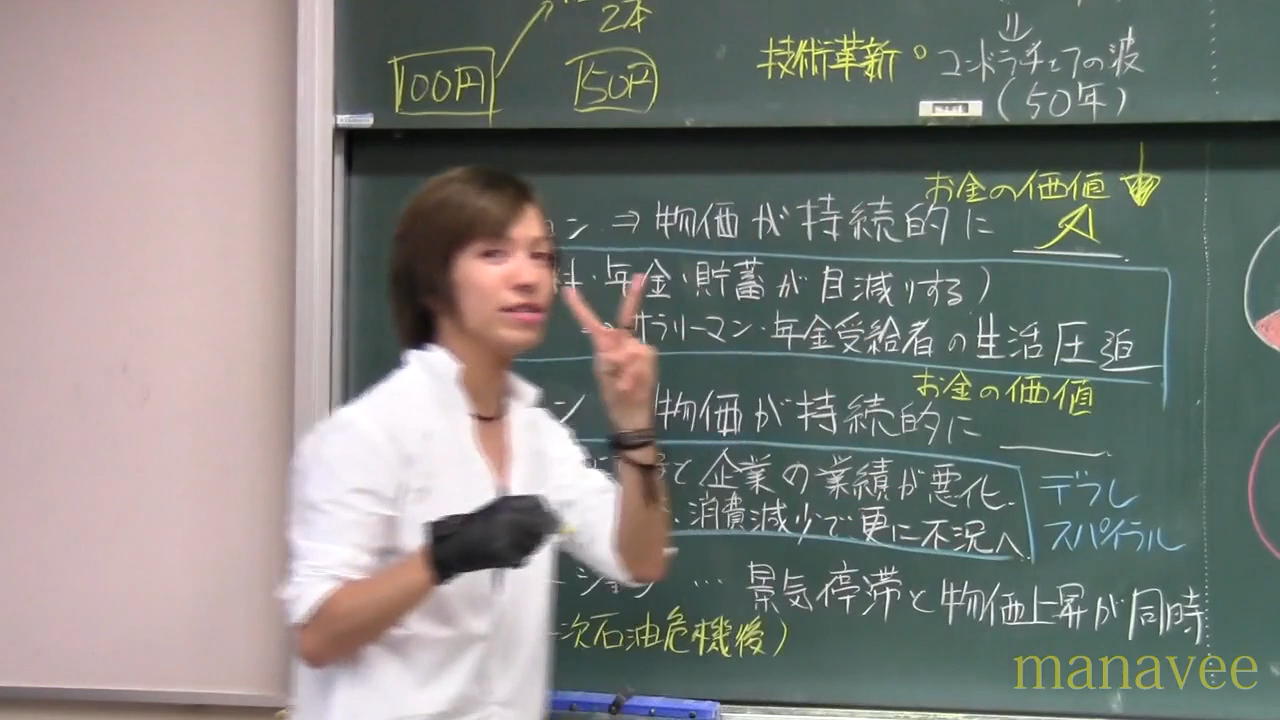 2本
100円
150円
技術革新。コンドラチェフの波
(50年)
お金の価値
ョン ⇒ 物価が持続的に 上
料・年金・貯蓄が目減りする)
サラリーマン・年金受給者の生活圧迫
お金の価値
ン 物価が持続的に
と企業の業績が悪化、
デフレ
スパイラル
消費減少で更に不況へ
ーション … 景気停滞と物価上昇が同時
次石油危機後)
manavee